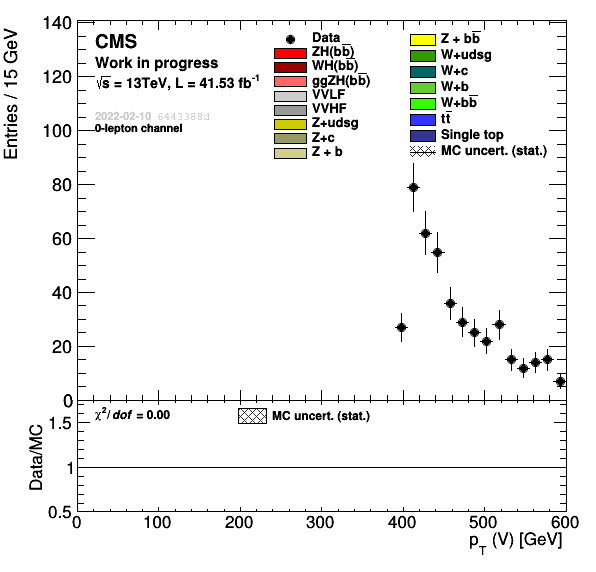 CMS
Work in progress
√s = 13TeV, L = 41.53 fb⁻¹
2022-02-10 6443388d
0-lepton channel
Data
ZH(bb̅)
WH(bb̅)
ggZH(bb̅)
VVLF
VVHF
Z+udsg
Z+c
Z + b
Z + bb̅
W+udsg
W+c
W+b
W+bb̅
tt̅
Single top
MC uncert. (stat.)
Entries / 15 GeV
140
120
100
80
60
40
20
0
χ²/dof = 0.00
MC uncert. (stat.)
Data/MC
1.5
1
0.5
0 100 200 300 400 500 600
p_T (V) [GeV]